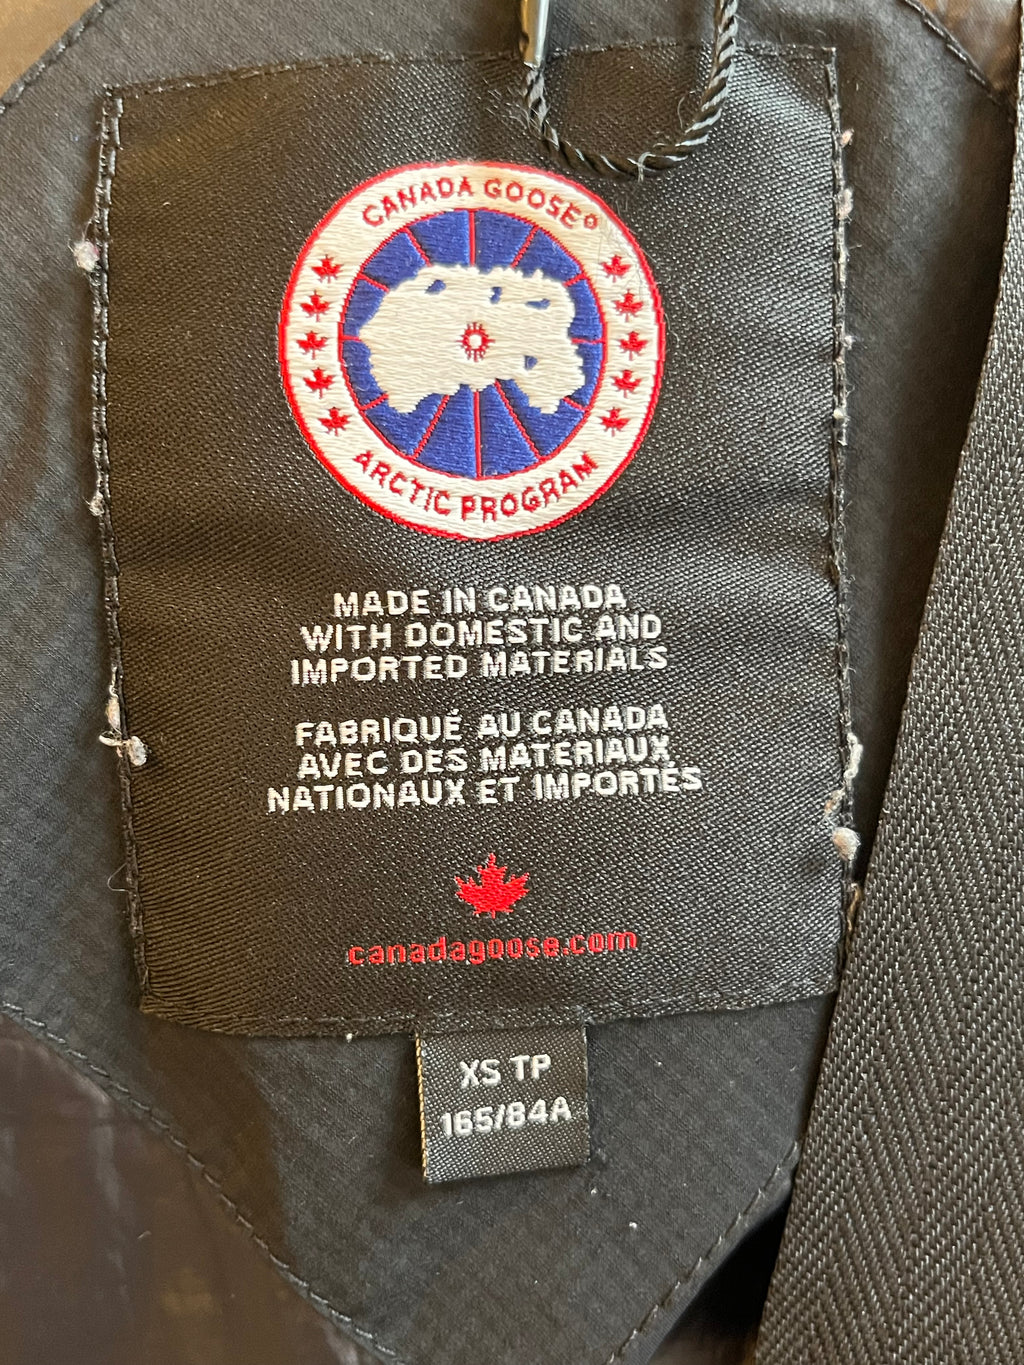 CANADA GOOSE®
ARCTIC PROGRAM
MADE IN CANADA
WITH DOMESTIC AND
IMPORTED MATERIALS
FABRIQUÉ AU CANADA
AVEC DES MATERIAUX
NATIONAUX ET IMPORTÉS
canadagoose.com
XS TP
165/84A